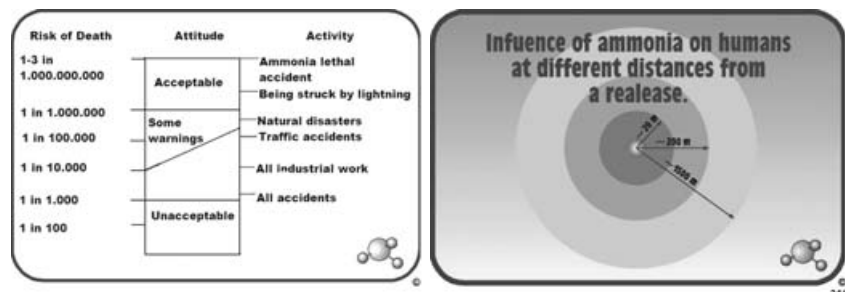 Risk of Death
Attitude
Activity
1-3 in
1.000.000.000
1 in 1.000.000
1 in 100.000
1 in 10.000
1 in 1.000
1 in 100
Acceptable
Some
warnings
Unacceptable
Ammonia lethal
accident
Being struck by lightning
Natural disasters
Traffic accidents
All industrial work
All accidents
©
Infuence of ammonia on humans
at different distances from
a realease.
200 m
1500 m
©